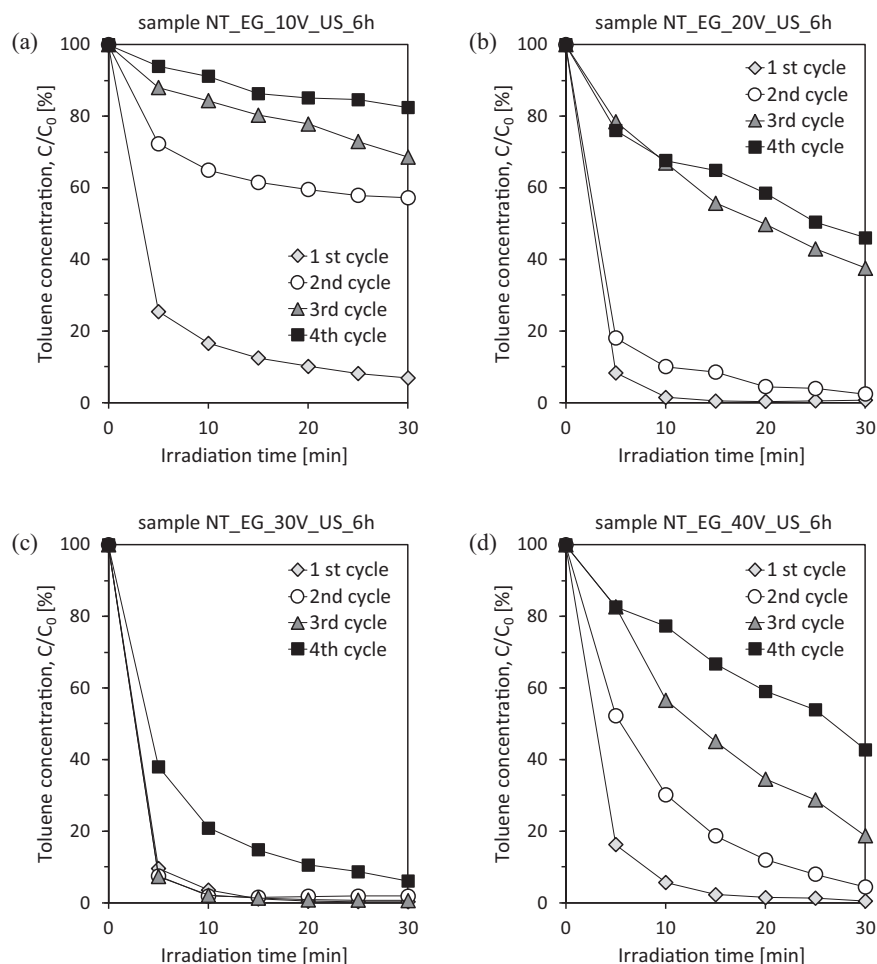 sample NT_EG_10V_US_6h
(a)
100
80
60
40
20
0
Toluene concentration, C/C0 [%]
1 st cycle
2nd cycle
3rd cycle
4th cycle
0 10 20 30
Irradiation time [min]
sample NT_EG_20V_US_6h
(b)
100
80
60
40
20
0
Toluene concentration, C/C0 [%]
1 st cycle
2nd cycle
3rd cycle
4th cycle
0 10 20 30
Irradiation time [min]
sample NT_EG_30V_US_6h
(c)
100
80
60
40
20
0
Toluene concentration, C/C0 [%]
1 st cycle
2nd cycle
3rd cycle
4th cycle
0 10 20 30
Irradiation time [min]
sample NT_EG_40V_US_6h
(d)
100
80
60
40
20
0
Toluene concentration, C/C0 [%]
1 st cycle
2nd cycle
3rd cycle
4th cycle
0 10 20 30
Irradiation time [min]